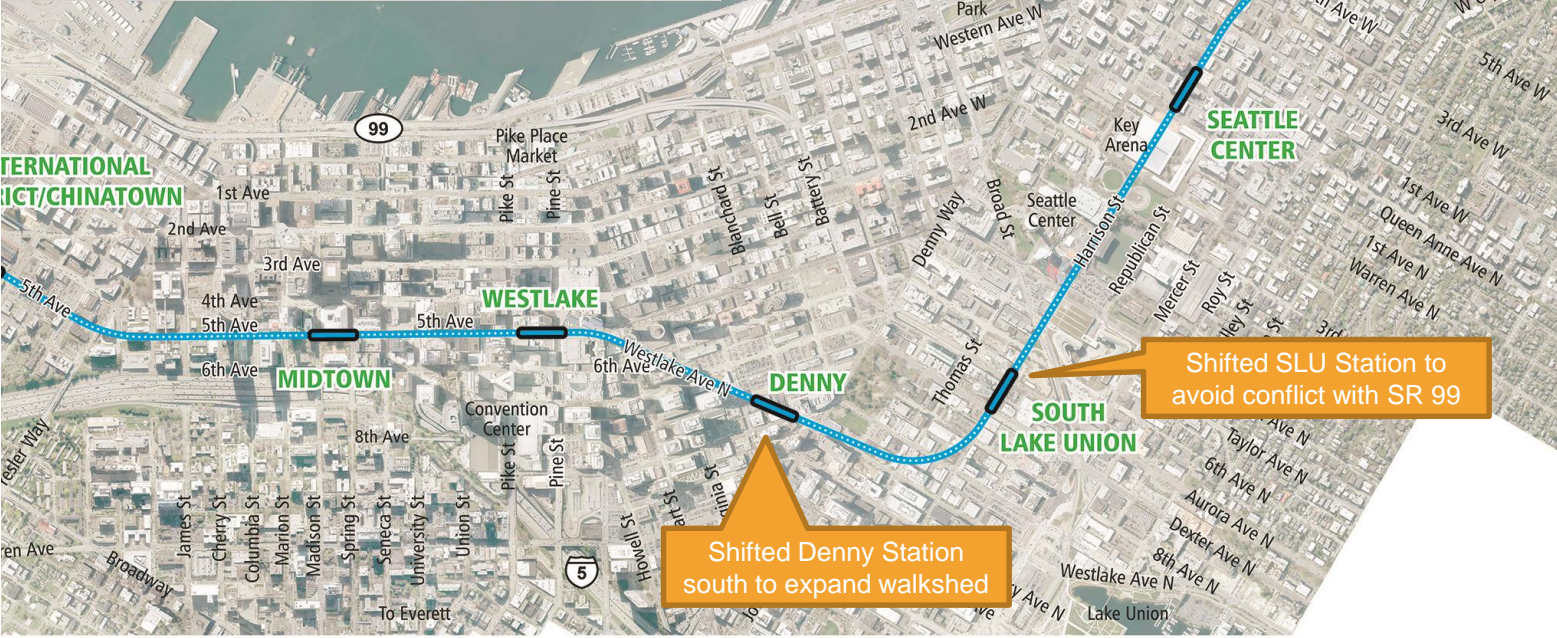 Park
Western Ave W
5th Ave W
3rd Ave W
99
Pike Place
Market
2nd Ave W
Key
Arena
SEATTLE
CENTER
TERNATIONAL
RICT/CHINATOWN
1st Ave
2nd Ave
3rd Ave
4th Ave
5th Ave
6th Ave
5th Ave
5th Ave
Pike St
Pine St
Blanchard St
Bell St
Battery St
Denny Way
Broad St
Seattle
Center
Harrison St
Republican St
Mercer St
Roy St
1st Ave W
Queen Anne Ave N
1st Ave N
Warren Ave N
3rd
WESTLAKE
MIDTOWN
Westlake Ave N
6th Ave
DENNY
Thomas St
SOUTH
LAKE UNION
Shifted SLU Station to
avoid conflict with SR 99
Ave N
Taylor Ave N
6th Ave N
Aurora Ave N
Dexter Ave N
8th Ave N
Westlake Ave N
Lake Union
Convention
Center
8th Ave
Pike St
Pine St
James St
Cherry St
Columbia St
Marion St
Madison St
Spring St
Seneca St
University St
Union St
Howell St
Broadway
5
To Everett
Shifted Denny Station
south to expand walkshed